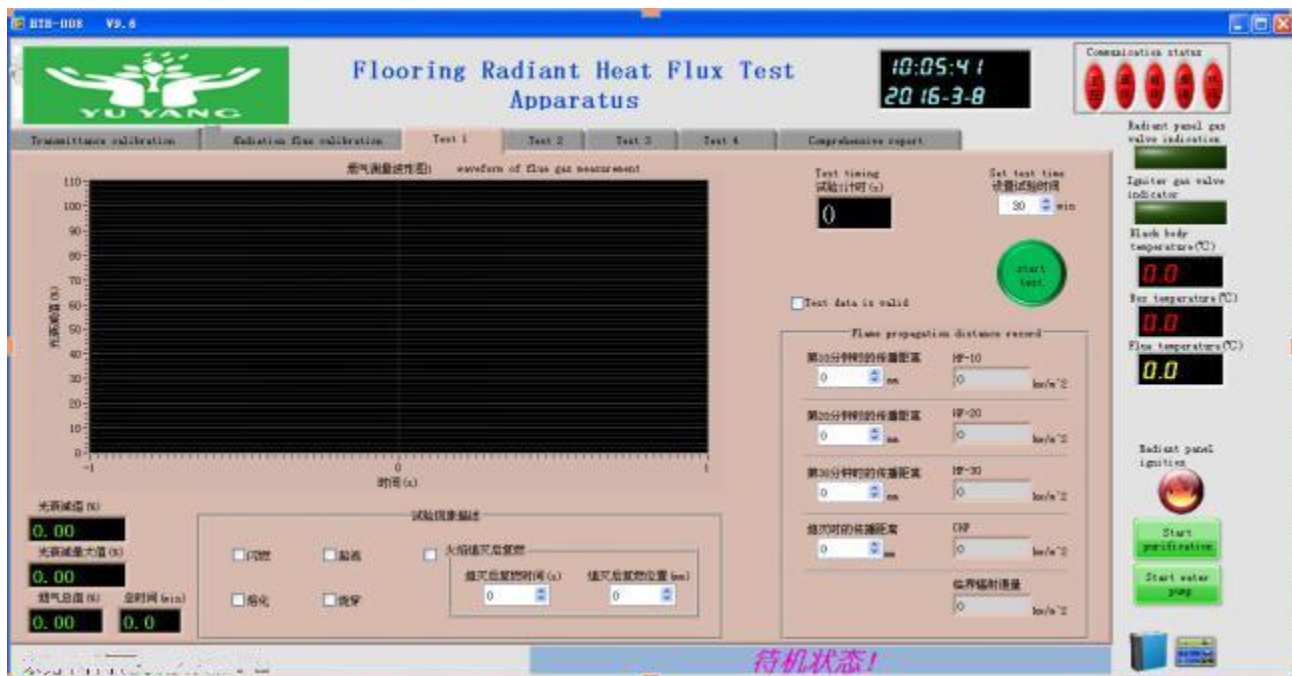 HTB-008 V9.6
YU YANG
Flooring Radiant Heat Flux Test
Apparatus
10:05:41
2016-3-8
Communication status
Transmittance calibration
Radiation flux calibration
Test 1
Test 2
Test 3
Test 4
Comprehensive report
烟气测量波形图1 waveform of flue gas measurement
110
100
90
80
70
60
50
40
30
20
10
0
光衰减值(%)
-1
0
1
时间(s)
Test timing
试验计时(s)
0
Set test time
设置试验时间
30 min
start
test
Test data is valid
Flame propagation distance record
第10分钟时的传播距离
HF-10
0 mm
0 kw/m^2
第20分钟时的传播距离
HF-20
0 mm
0 kw/m^2
第30分钟时的传播距离
HF-30
0 mm
0 kw/m^2
熄灭时的传播距离
CHF
0 mm
0 kw/m^2
临界辐射通量
0 kw/m^2
光衰减值(%)
0.00
光衰减最大值(%)
0.00
烟气总值(%)
全时间(min)
0.00
0.0
试验现象描述
闪燃
起泡
火焰熄灭后复燃
熄灭后复燃时间(s)
熄灭后复燃位置(mm)
0
0
熔化
烧穿
待机状态!
Radiant panel gas
valve indication
Igniter gas valve
indicator
Black body
temperature(℃)
0.0
Box temperature(℃)
0.0
Flue temperature(℃)
0.0
Radiant panel
ignition
Start
purification
Start water
pump